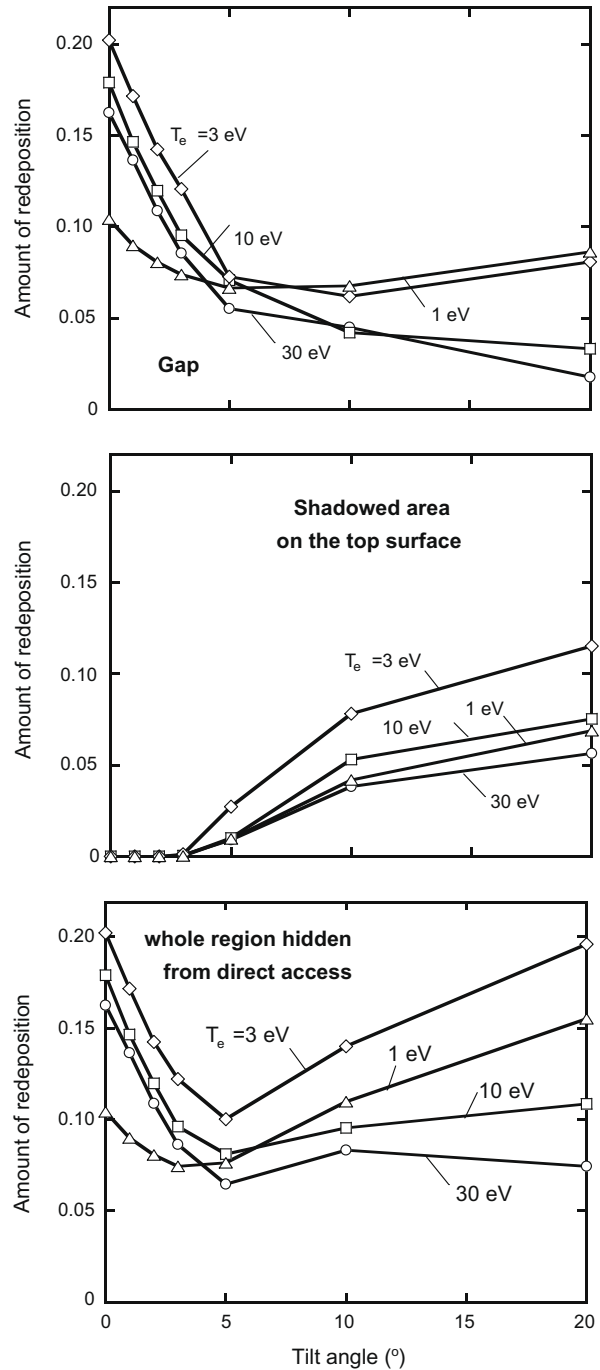 0.20
0.15
0.10
0.05
0
Amount of redeposition
T_e =3 eV
10 eV
1 eV
30 eV
Gap
0.20
0.15
0.10
0.05
0
Amount of redeposition
Shadowed area
on the top surface
T_e =3 eV
10 eV
1 eV
30 eV
0.20
0.15
0.10
0.05
0
Amount of redeposition
whole region hidden
from direct access
T_e =3 eV
1 eV
10 eV
30 eV
0 5 10 15 20
Tilt angle (º)